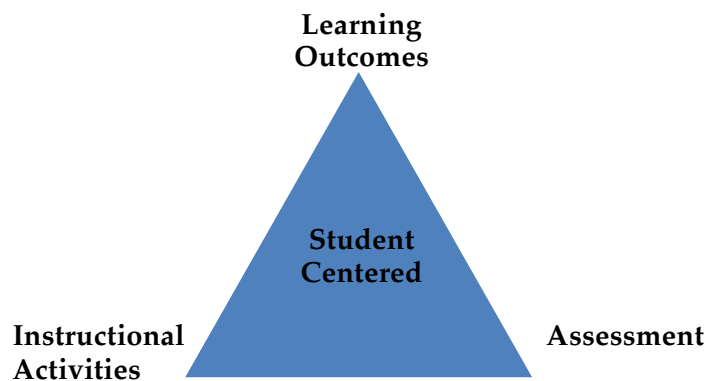 Learning
Outcomes
Student
Centered
Instructional
Activities
Assessment